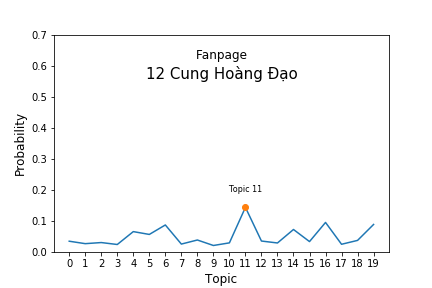 Fanpage
12 Cung Hoàng Đạo
Probability
0.7
0.6
0.5
0.4
0.3
0.2
0.1
0.0
Topic 11
0 1 2 3 4 5 6 7 8 9 10 11 12 13 14 15 16 17 18 19
Topic